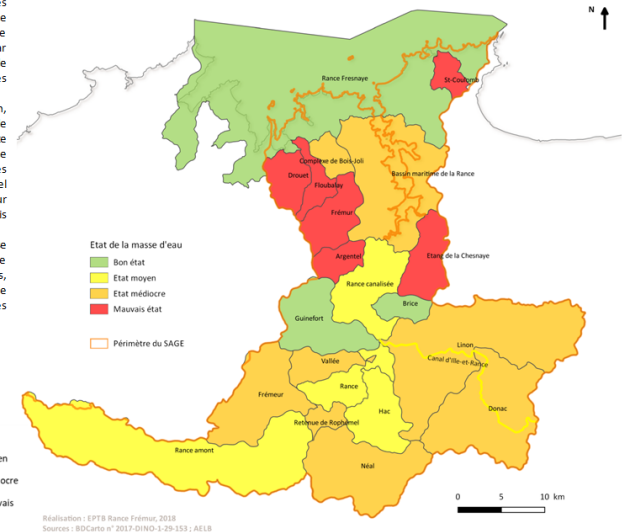 N
Rance Fresnaye
St-Coulomb
Complexe de Bois-Joli
Drouet
Bassin maritime de la Rance
Floubalay
Frémur
Etat de la masse d'eau
Bon état
Etat moyen
Etat médiocre
Mauvais état
Périmètre du SAGE
Argentel
Etang de la Chesnaye
Rance canalisée
Brice
Guinefort
Linon
Canal d'Ille-et-Rance
Vallée
Frémeur
Rance
Hac
Donac
Retenue de Rophémel
Rance amont
Néal
0 5 10 km
Réalisation : EPTB Rance Frémur, 2018
Sources : BDCarto n° 2017-DINO-1-29-153 ; AELB